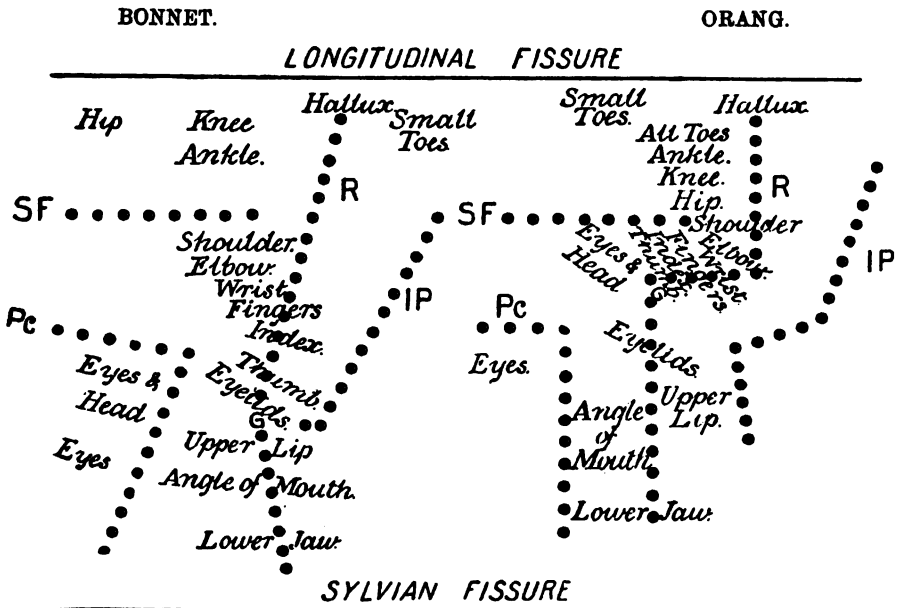 BONNET.
ORANG.
LONGITUDINAL FISSURE
Hip
Knee
Ankle.
Hallux
Small
Toes.
R
SF
Shoulder.
Elbow.
Wrist
Fingers
Index.
Thumb.
Eyelids.
G
IP
Pc
Eyes &
Head
Eyes
Upper Lip
Angle of Mouth.
Lower Jaw.
Small
Toes.
Hallux.
All Toes
Ankle.
Knee.
Hip.
Shoulder
R
SF
Eyes &
Head
Thumb.
Index.
Fingers.
Wrist.
Elbow.
G
IP
Pc
Eyes.
Eyelids.
Upper
Lip.
Angle
of
Mouth
Lower Jaw.
SYLVIAN FISSURE